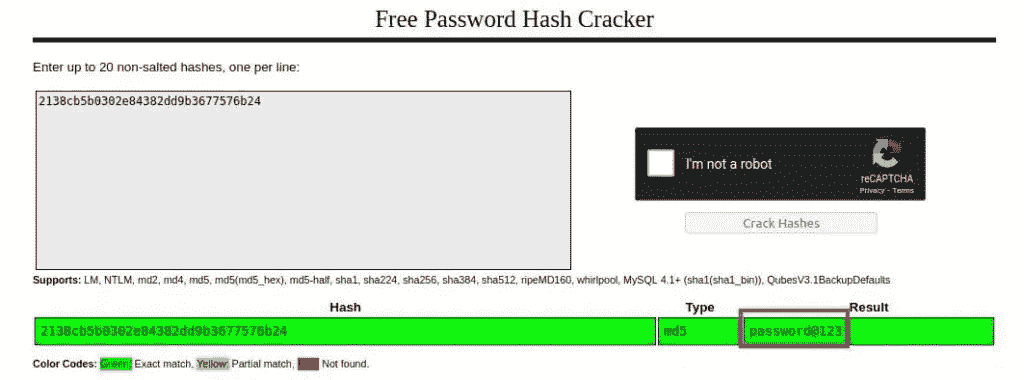 Free Password Hash Cracker
Enter up to 20 non-salted hashes, one per line:
2138cb5b0302e84382dd9b3677576b24
I'm not a robot
reCAPTCHA
Privacy - Terms
Crack Hashes
Supports: LM, NTLM, md2, md4, md5, md5(md5_hex), md5-half, sha1, sha224, sha256, sha384, sha512, ripeMD160, whirlpool, MySQL 4.1+ (sha1(sha1_bin)), QubesV3.1BackupDefaults
Hash Type Result
2138cb5b0302e84382dd9b3677576b24 md5 password@123
Color Codes: Green: Exact match, Yellow: Partial match, Not found.